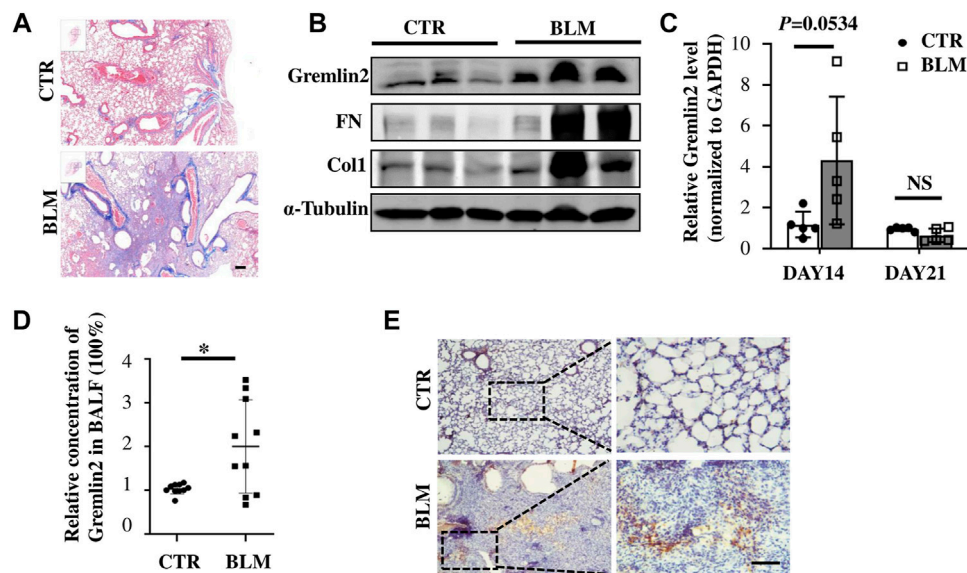 A
CTR
BLM
B
CTR BLM
Gremlin2
FN
Col1
α-Tubulin
C
P=0.0534
CTR
BLM
Relative Gremlin2 level
(normalized to GAPDH)
10
8
6
4
2
0
NS
DAY14 DAY21
D
Relative concentration of
Gremlin2 in BALF (100%)
4
3
2
1
0
*
CTR BLM
E
CTR
BLM